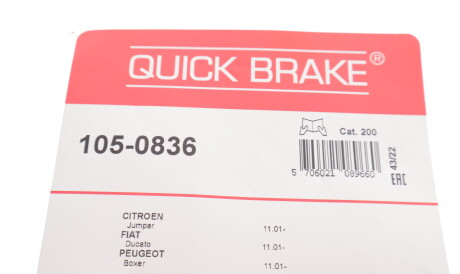 QUICK BRAKE®
105-0836
Cat. 200
5 706021 089660
43/22
EAC
CITROEN
Jumper 11.01-
FIAT
Ducato 11.01-
PEUGEOT
Boxer 11.01-